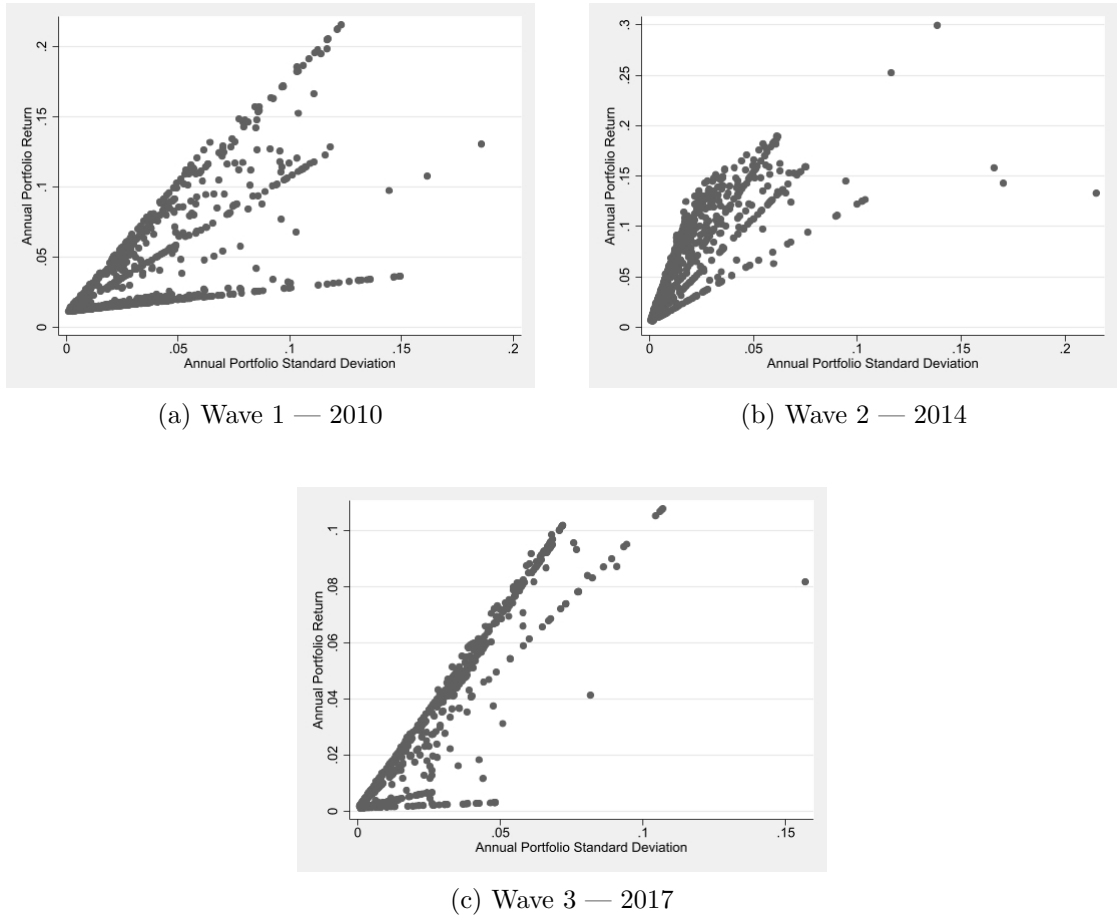 Annual Portfolio Return
0 .05 .1 .15 .2
0 .05 .1 .15 .2
Annual Portfolio Standard Deviation
(a) Wave 1 — 2010
Annual Portfolio Return
0 .05 .1 .15 .2 .25 .3
0 .05 .1 .15 .2
Annual Portfolio Standard Deviation
(b) Wave 2 — 2014
Annual Portfolio Return
0 .02 .04 .06 .08 .1
0 .05 .1 .15
Annual Portfolio Standard Deviation
(c) Wave 3 — 2017